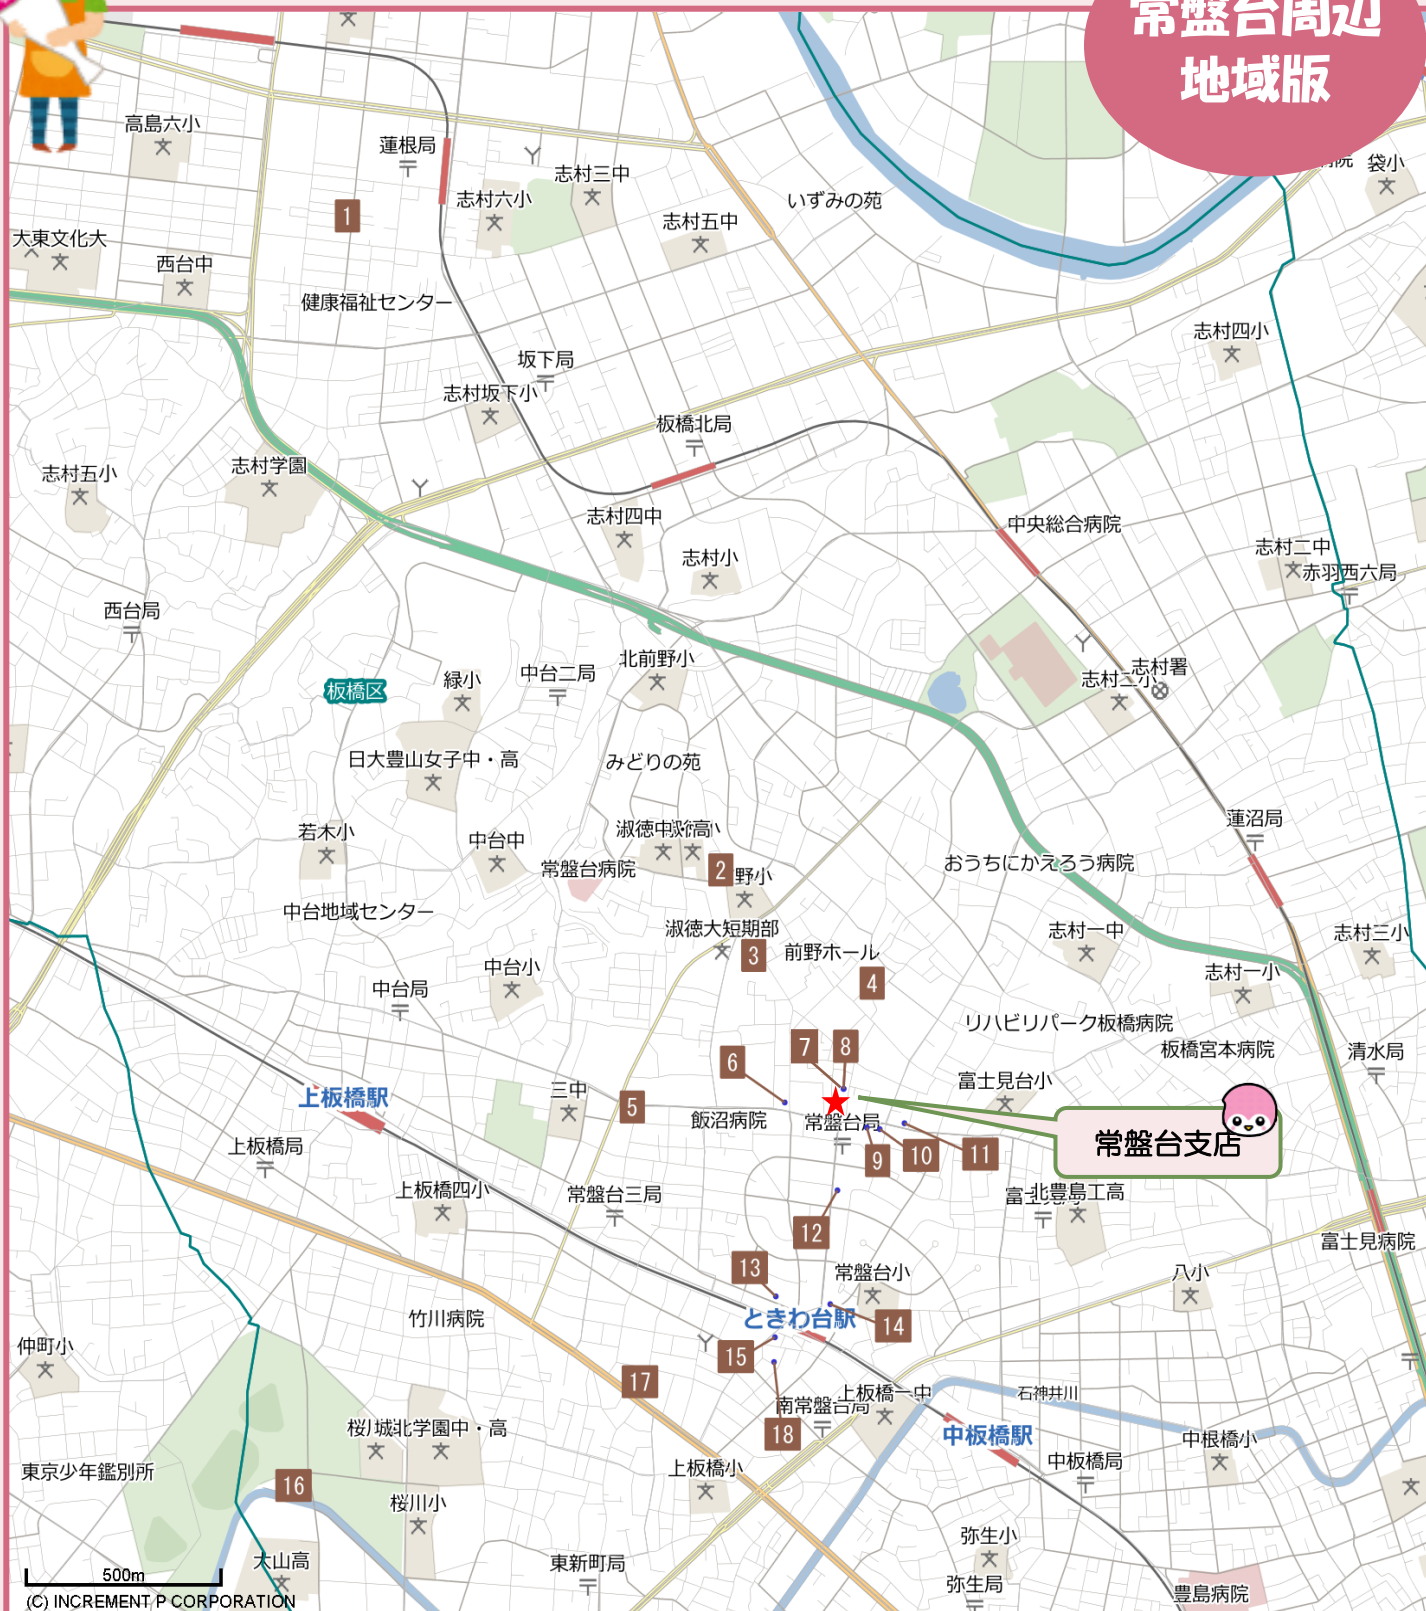 常盤台周辺
地域版
高島六小
蓮根局
志村三中
袋小
志村六小
いずみの苑
1
志村五中
大東文化大
西台中
健康福祉センター
志村四小
坂下局
志村坂下小
板橋北局
志村学園
志村五小
志村四中
中央総合病院
志村小
志村二中
赤羽西六局
西台局
北前野小
志村署
中台二局
緑小
板橋区
日大豊山女子中・高
みどりの苑
蓮沼局
若木小
中台中
おうちにかえろう病院
常盤台病院
2
野小
中台地域センター
淑徳大短期部
志村一中
志村三小
3
前野ホール
中台小
志村一小
4
中台局
リハビリパーク板橋病院
板橋宮本病院
清水局
7
8
6
富士見台小
三中
上板橋駅
5
飯沼病院
常盤台局
常盤台支店
上板橋局
9
10
11
上板橋四小
常盤台三局
北豊島工高
12
富士見病院
13
常盤台小
八小
竹川病院
ときわ台駅
14
仲町小
15
17
上板橋一中
石神井川
南常盤台局
桜川
城北学園中・高
18
中板橋駅
中根橋小
東京少年鑑別所
上板橋小
中板橋局
16
桜川小
弥生小
大山高
東新町局
500m
弥生局
豊島病院
(C) INCREMENT P CORPORATION